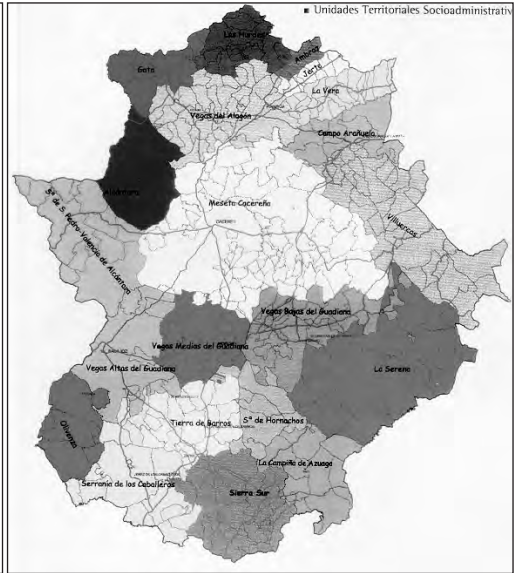 ■ Unidades Territoriales Socioadministrativ
Las Hurdes
Gata
Ambroz
Jerte
La Vera
Vegas del Alagón
Campo Arañuelo
Alcántara
Meseta Cacereña
Villuercas
Sª de S. Pedro-Valencia de Alcántara
Vegas Bajas del Guadiana
Vegas Medias del Guadiana
La Serena
Vegas Altas del Guadiana
Olivenza
Tierra de Barros
Sª de Hornachos
La Campiña de Azuaga
Serranía de los Caballeros
Sierra Sur